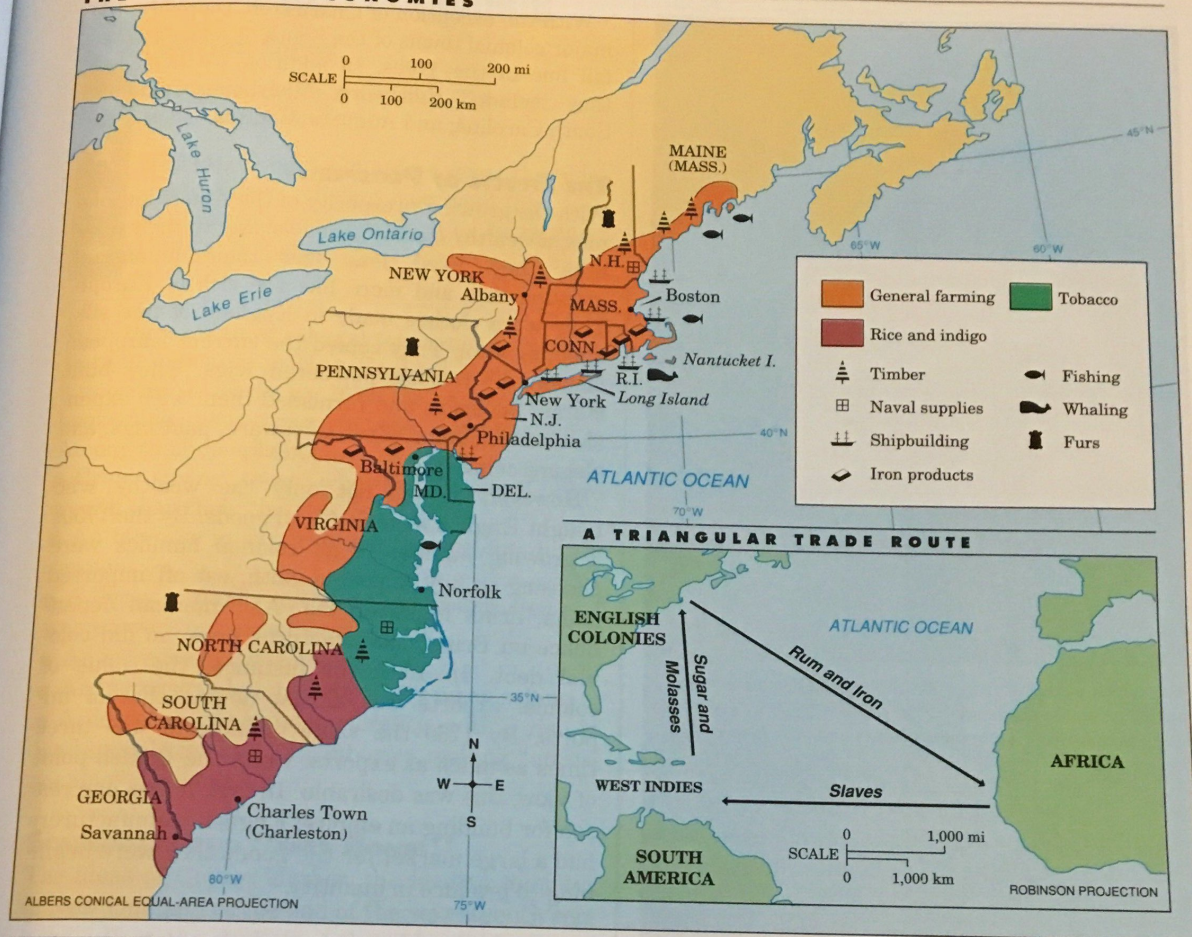 SCALE
0 100 200 mi
0 100 200 km
Lake Huron
Lake Ontario
Lake Erie
MAINE
(MASS.)
45°N
65°W
60°W
NEW YORK
Albany
N.H.
MASS.
Boston
CONN.
R.I.
Nantucket I.
PENNSYLVANIA
New York
Long Island
N.J.
Philadelphia
40°N
Baltimore
MD.
DEL.
ATLANTIC OCEAN
70°W
VIRGINIA
Norfolk
NORTH CAROLINA
35°N
SOUTH
CAROLINA
GEORGIA
Charles Town
(Charleston)
Savannah
N
W E
S
80°W
75°W
ALBERS CONICAL EQUAL-AREA PROJECTION
General farming
Tobacco
Rice and indigo
Timber
Fishing
Naval supplies
Whaling
Shipbuilding
Furs
Iron products
A TRIANGULAR TRADE ROUTE
ENGLISH
COLONIES
ATLANTIC OCEAN
Sugar and
Molasses
Rum and Iron
WEST INDIES
Slaves
AFRICA
SOUTH
AMERICA
SCALE
0 1,000 mi
0 1,000 km
ROBINSON PROJECTION